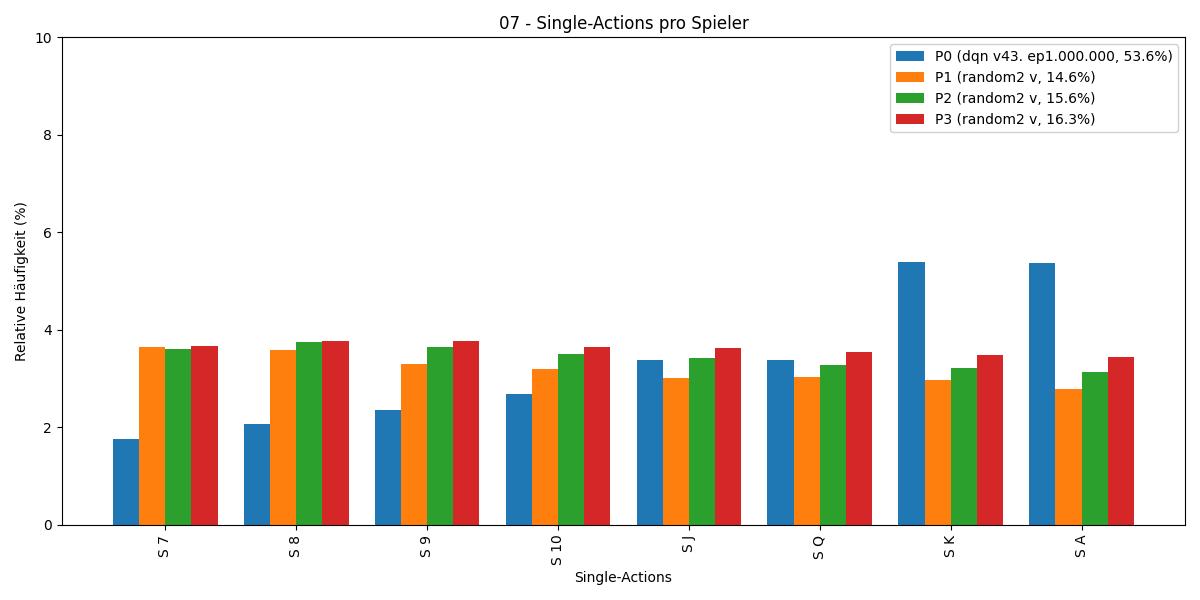 07 - Single-Actions pro Spieler
10
8
6
4
2
0
Relative Häufigkeit (%)
P0 (dqn v43. ep1.000.000, 53.6%)
P1 (random2 v, 14.6%)
P2 (random2 v, 15.6%)
P3 (random2 v, 16.3%)
S 7
S 8
S 9
S 10
S J
S Q
S K
S A
Single-Actions